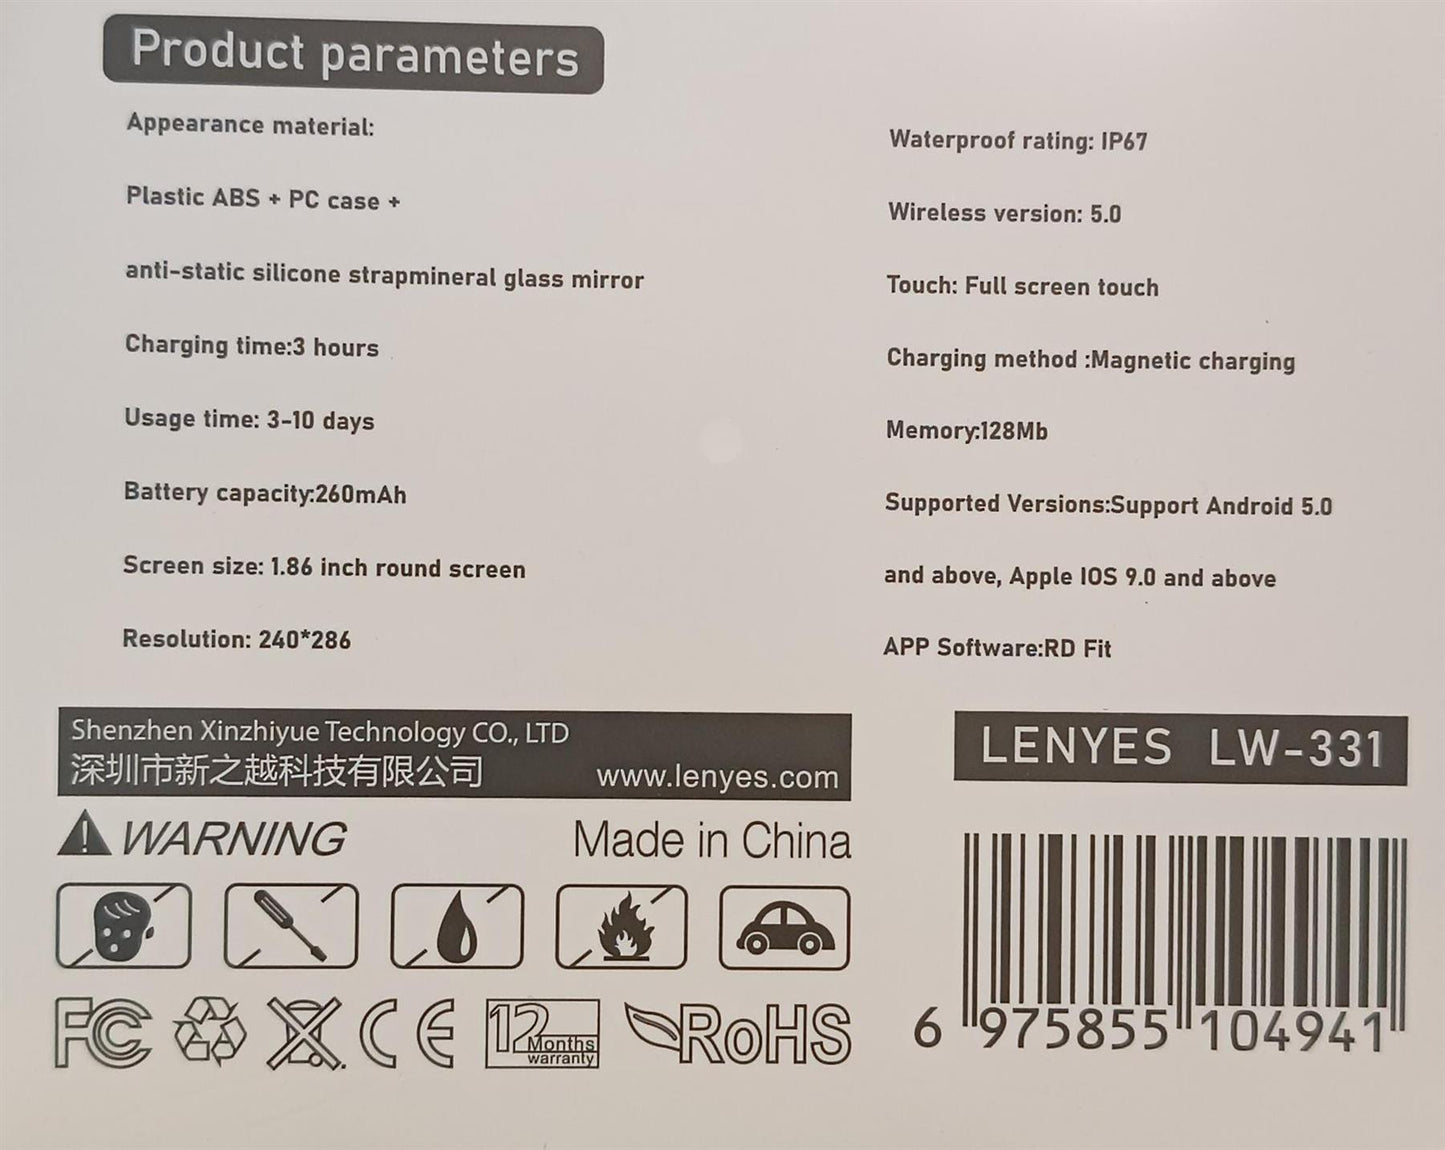 Product parameters
Appearance material:
Plastic ABS + PC case +
anti-static silicone strapmineral glass mirror
Charging time:3 hours
Usage time: 3-10 days
Battery capacity:260mAh
Screen size: 1.86 inch round screen
Resolution: 240*286
Waterproof rating: IP67
Wireless version: 5.0
Touch: Full screen touch
Charging method :Magnetic charging
Memory:128Mb
Supported Versions:Support Android 5.0
and above, Apple IOS 9.0 and above
APP Software:RD Fit
Shenzhen Xinzhiyue Technology CO., LTD
深圳市新之越科技有限公司
www.lenyes.com
LENYES LW-331
WARNING
Made in China
FC
CE
12
Months
warranty
RoHS
6 975855 104941